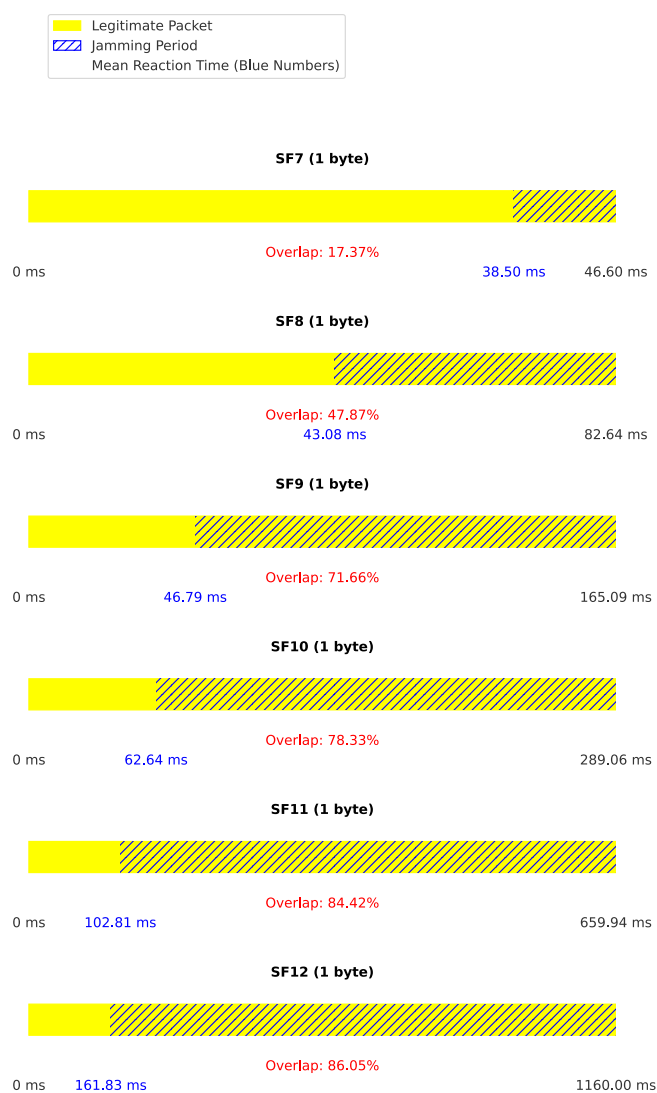 Legitimate Packet
Jamming Period
Mean Reaction Time (Blue Numbers)
SF7 (1 byte)
Overlap: 17.37%
0 ms 38.50 ms 46.60 ms
SF8 (1 byte)
Overlap: 47.87%
0 ms 43.08 ms 82.64 ms
SF9 (1 byte)
Overlap: 71.66%
0 ms 46.79 ms 165.09 ms
SF10 (1 byte)
Overlap: 78.33%
0 ms 62.64 ms 289.06 ms
SF11 (1 byte)
Overlap: 84.42%
0 ms 102.81 ms 659.94 ms
SF12 (1 byte)
Overlap: 86.05%
0 ms 161.83 ms 1160.00 ms